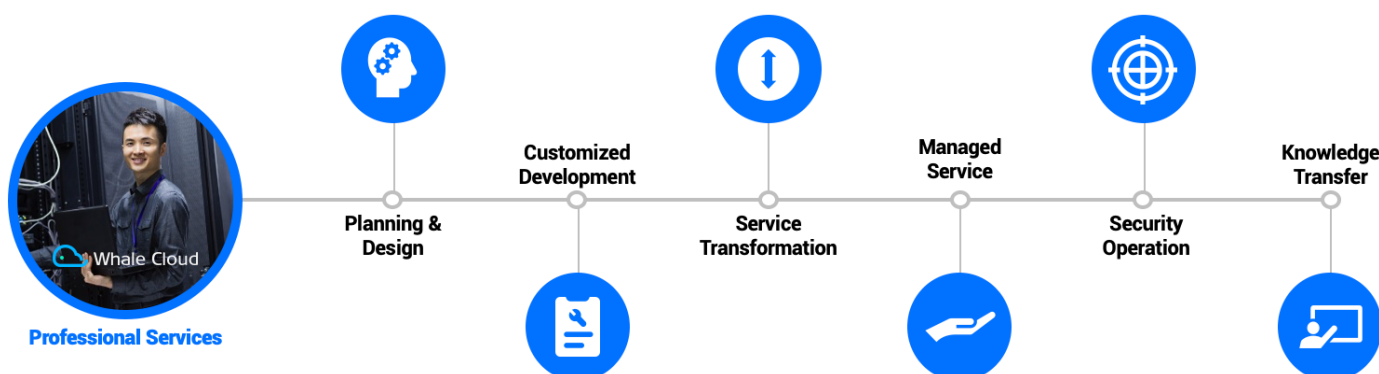 Whale Cloud
Professional Services
Planning &
Design
Customized
Development
Service
Transformation
Managed
Service
Security
Operation
Knowledge
Transfer